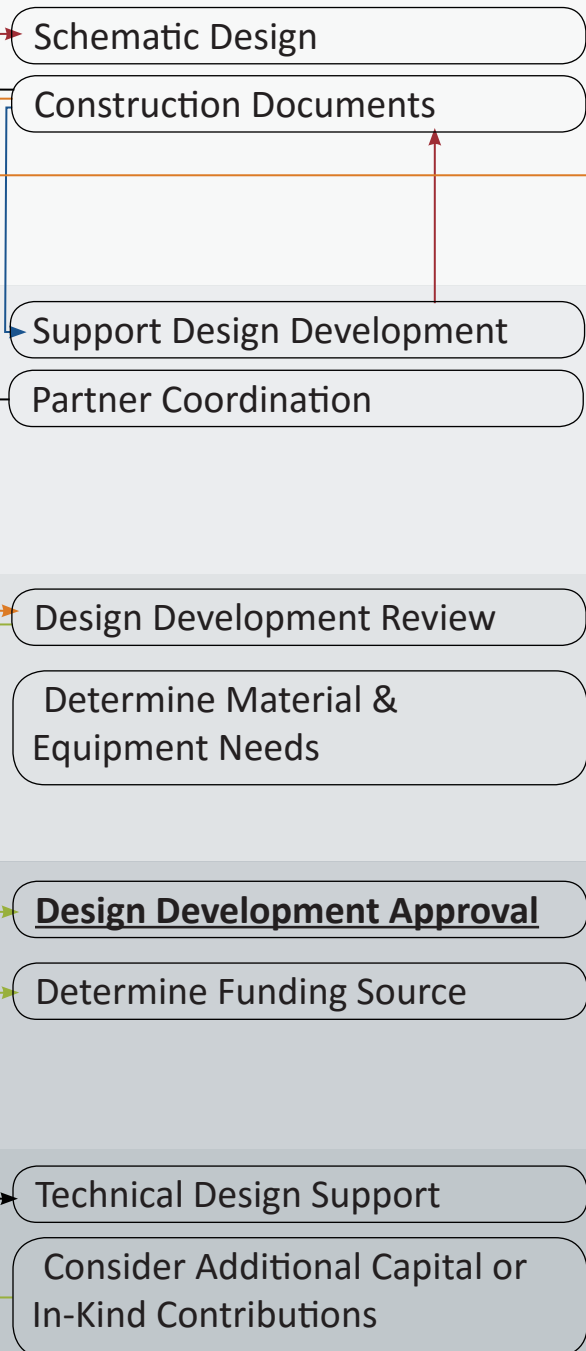 Schematic Design
Construction Documents
Support Design Development
Partner Coordination
Design Development Review
Determine Material &
Equipment Needs
Design Development Approval
Determine Funding Source
Technical Design Support
Consider Additional Capital or
In-Kind Contributions